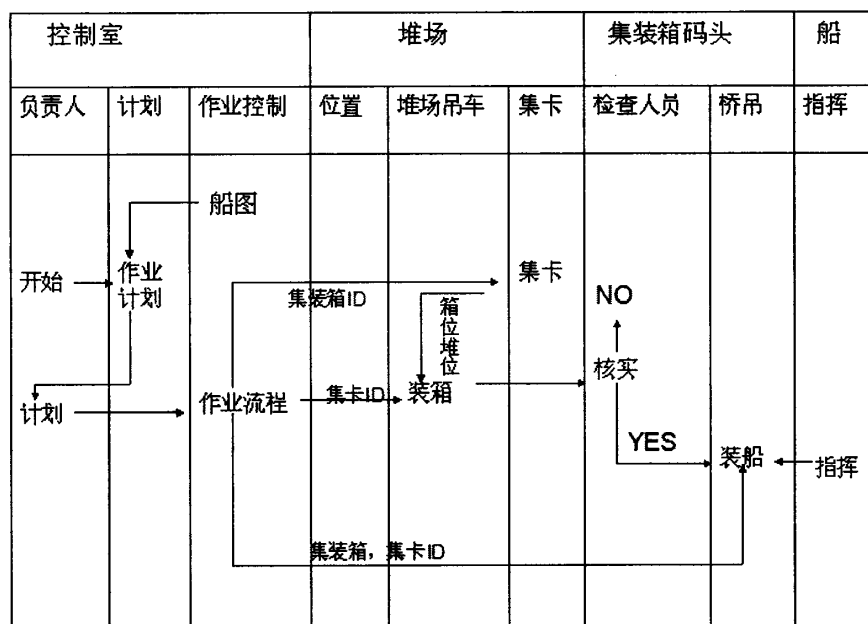 控制室 堆场 集装箱码头 船
负责人 计划 作业控制 位置 堆场吊车 集卡 检查人员 桥吊 指挥
船图
开始
作业
计划
集卡
集装箱ID
箱位堆位
NO
核实
计划
作业流程
集卡ID
装箱
YES
装船
指挥
集装箱，集卡ID